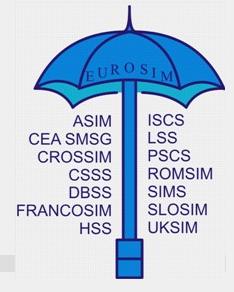 EUROSIM
ASIM
CEA SMSG
CROSSIM
CSSS
DBSS
FRANCOSIM
HSS
ISCS
LSS
PSCS
ROMSIM
SIMS
SLOSIM
UKSIM